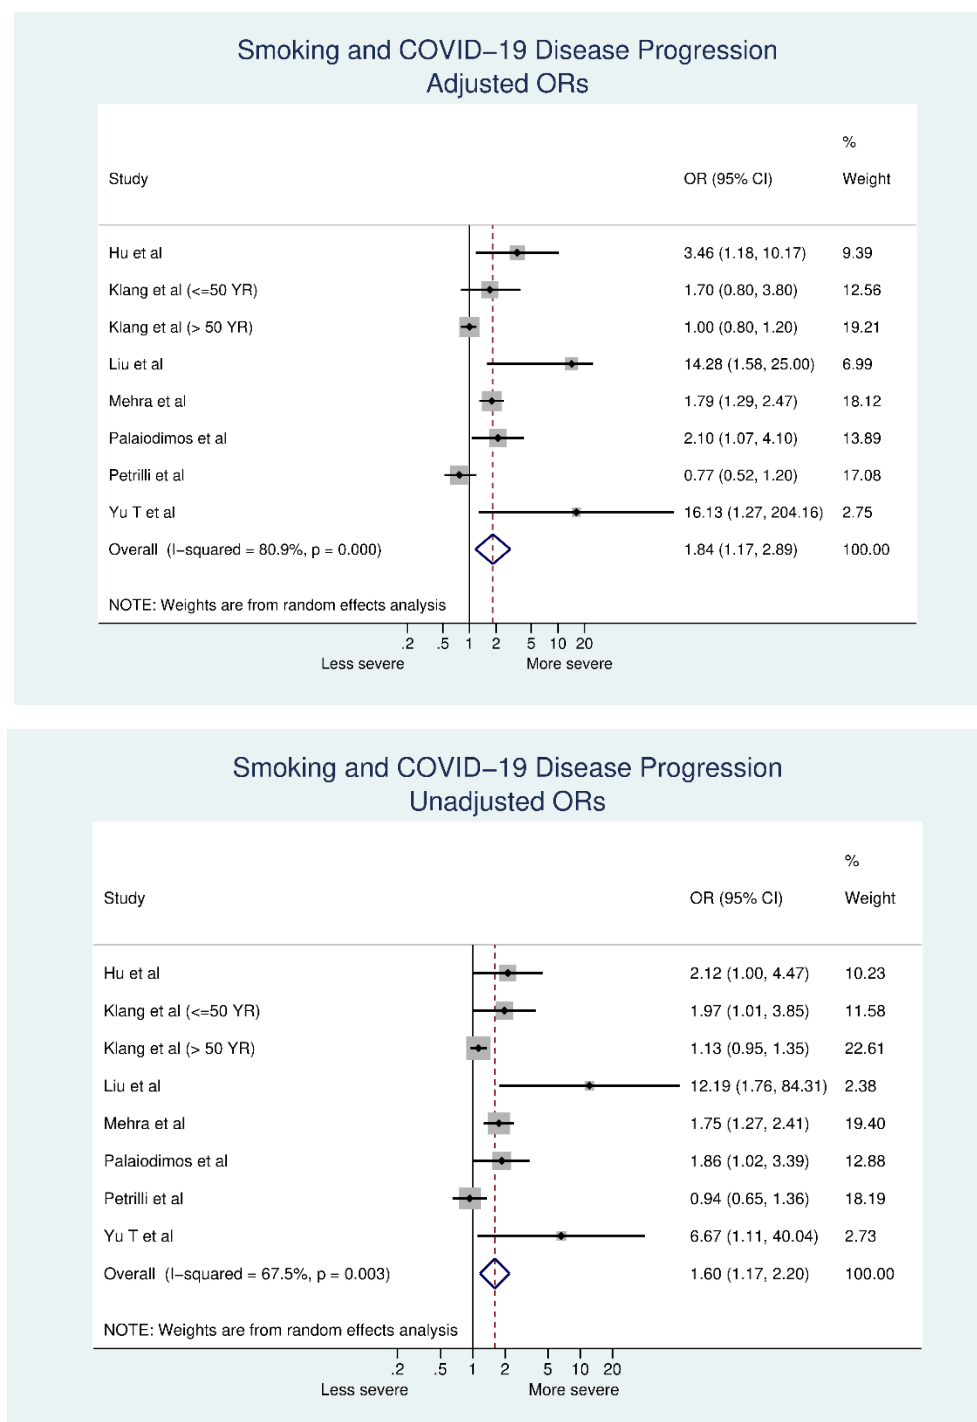 Smoking and COVID−19 Disease Progression
Adjusted ORs
%
Study OR (95% CI) Weight
Hu et al 3.46 (1.18, 10.17) 9.39
Klang et al (<=50 YR) 1.70 (0.80, 3.80) 12.56
Klang et al (> 50 YR) 1.00 (0.80, 1.20) 19.21
Liu et al 14.28 (1.58, 25.00) 6.99
Mehra et al 1.79 (1.29, 2.47) 18.12
Palaiodimos et al 2.10 (1.07, 4.10) 13.89
Petrilli et al 0.77 (0.52, 1.20) 17.08
Yu T et al 16.13 (1.27, 204.16) 2.75
Overall (I−squared = 80.9%, p = 0.000) 1.84 (1.17, 2.89) 100.00
NOTE: Weights are from random effects analysis
.2 .5 1 2 5 10 20
Less severe More severe
Smoking and COVID−19 Disease Progression
Unadjusted ORs
%
Study OR (95% CI) Weight
Hu et al 2.12 (1.00, 4.47) 10.23
Klang et al (<=50 YR) 1.97 (1.01, 3.85) 11.58
Klang et al (> 50 YR) 1.13 (0.95, 1.35) 22.61
Liu et al 12.19 (1.76, 84.31) 2.38
Mehra et al 1.75 (1.27, 2.41) 19.40
Palaiodimos et al 1.86 (1.02, 3.39) 12.88
Petrilli et al 0.94 (0.65, 1.36) 18.19
Yu T et al 6.67 (1.11, 40.04) 2.73
Overall (I−squared = 67.5%, p = 0.003) 1.60 (1.17, 2.20) 100.00
NOTE: Weights are from random effects analysis
.2 .5 1 2 5 10 20
Less severe More severe